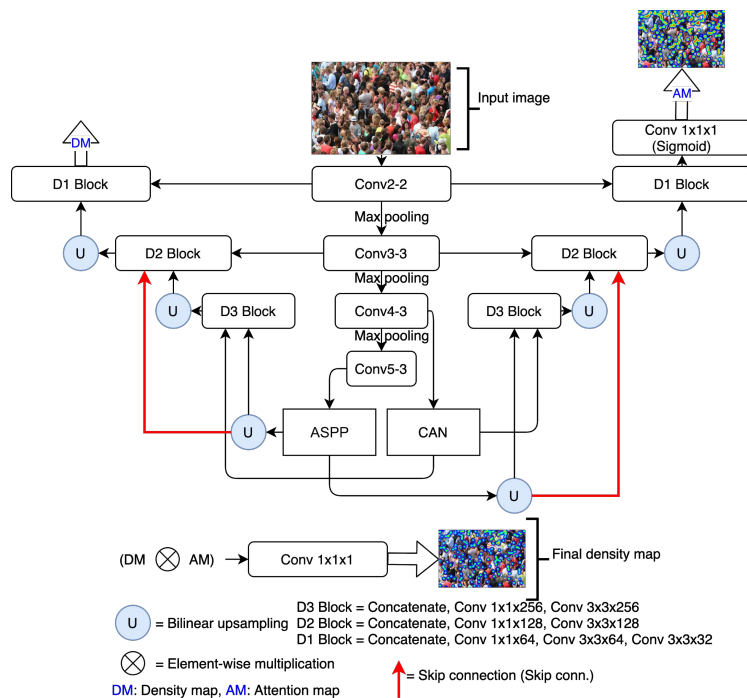 Input image
AM
Conv 1x1x1
(Sigmoid)
DM
D1 Block
Conv2-2
D1 Block
Max pooling
U
D2 Block
Conv3-3
D2 Block
U
Max pooling
U
D3 Block
Conv4-3
D3 Block
U
Max pooling
Conv5-3
U
ASPP
CAN
U
(DM
AM)
Conv 1x1x1
Final density map
U
= Bilinear upsampling
D3 Block = Concatenate, Conv 1x1x256, Conv 3x3x256
D2 Block = Concatenate, Conv 1x1x128, Conv 3x3x128
D1 Block = Concatenate, Conv 1x1x64, Conv 3x3x64, Conv 3x3x32
= Element-wise multiplication
DM: Density map, AM: Attention map
= Skip connection (Skip conn.)